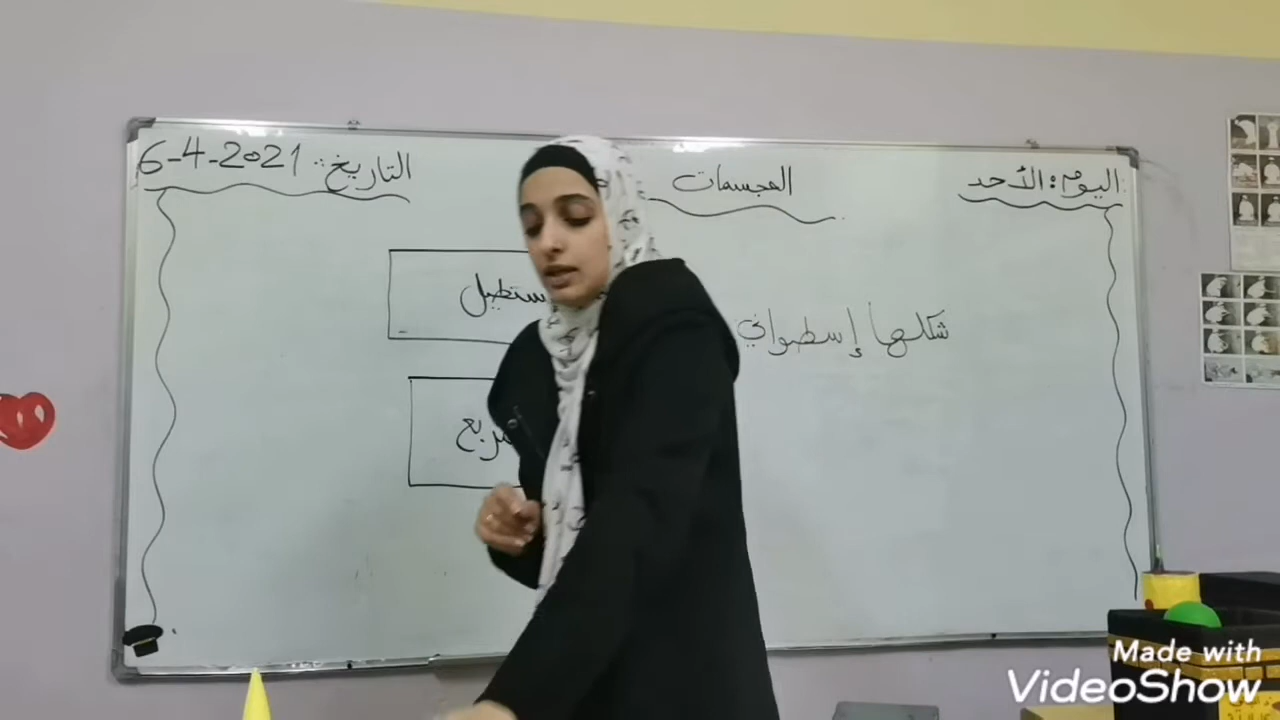 اليوم: الأحد
المجسمات
التاريخ: 6-4-2021
شكلها إسطواني
Made with
VideoShow